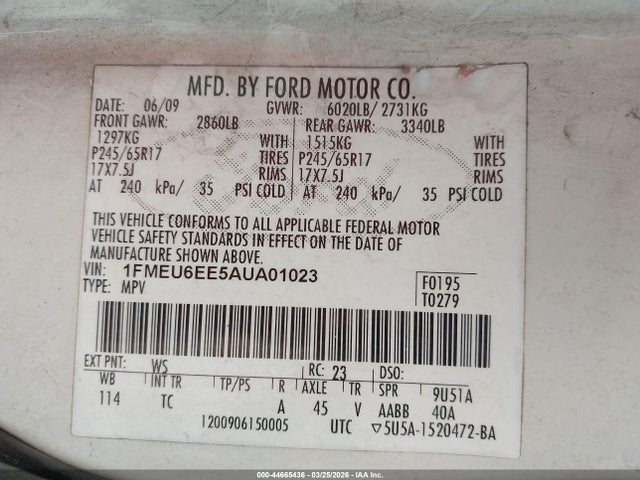 MFD. BY FORD MOTOR CO.
DATE: 06/09 GVWR: 6020LB/ 2731KG
FRONT GAWR: 2860LB REAR GAWR: 3340LB
1297KG WITH 1515KG WITH
P245/65R17 TIRES P245/65R17 TIRES
17X7.5J RIMS 17X7.5J RIMS
AT 240 kPa/ 35 PSI COLD AT 240 kPa/ 35 PSI COLD
THIS VEHICLE CONFORMS TO ALL APPLICABLE FEDERAL MOTOR
VEHICLE SAFETY STANDARDS IN EFFECT ON THE DATE OF
MANUFACTURE SHOWN ABOVE.
VIN: 1FMEU6EE5AUA01023 F0195
TYPE: MPV T0279
EXT PNT: WS RC: 23 DSO:
WB INT TR TP/PS R AXLE TR SPR 9U51A
114 TC A 45 V AABB 40A
1200906150005 UTC ▽5U5A-1520472-BA
000-44665436 - 03/25/2026 - IAAI.COM